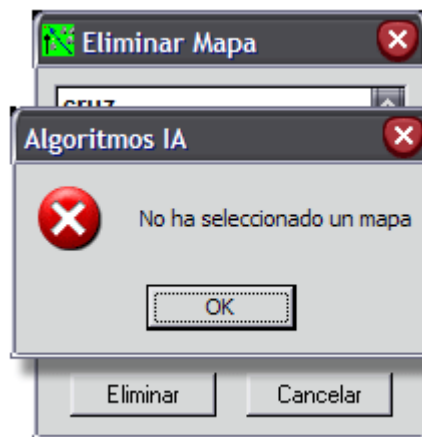 Eliminar Mapa
Algoritmos IA
No ha seleccionado un mapa
OK
Eliminar
Cancelar